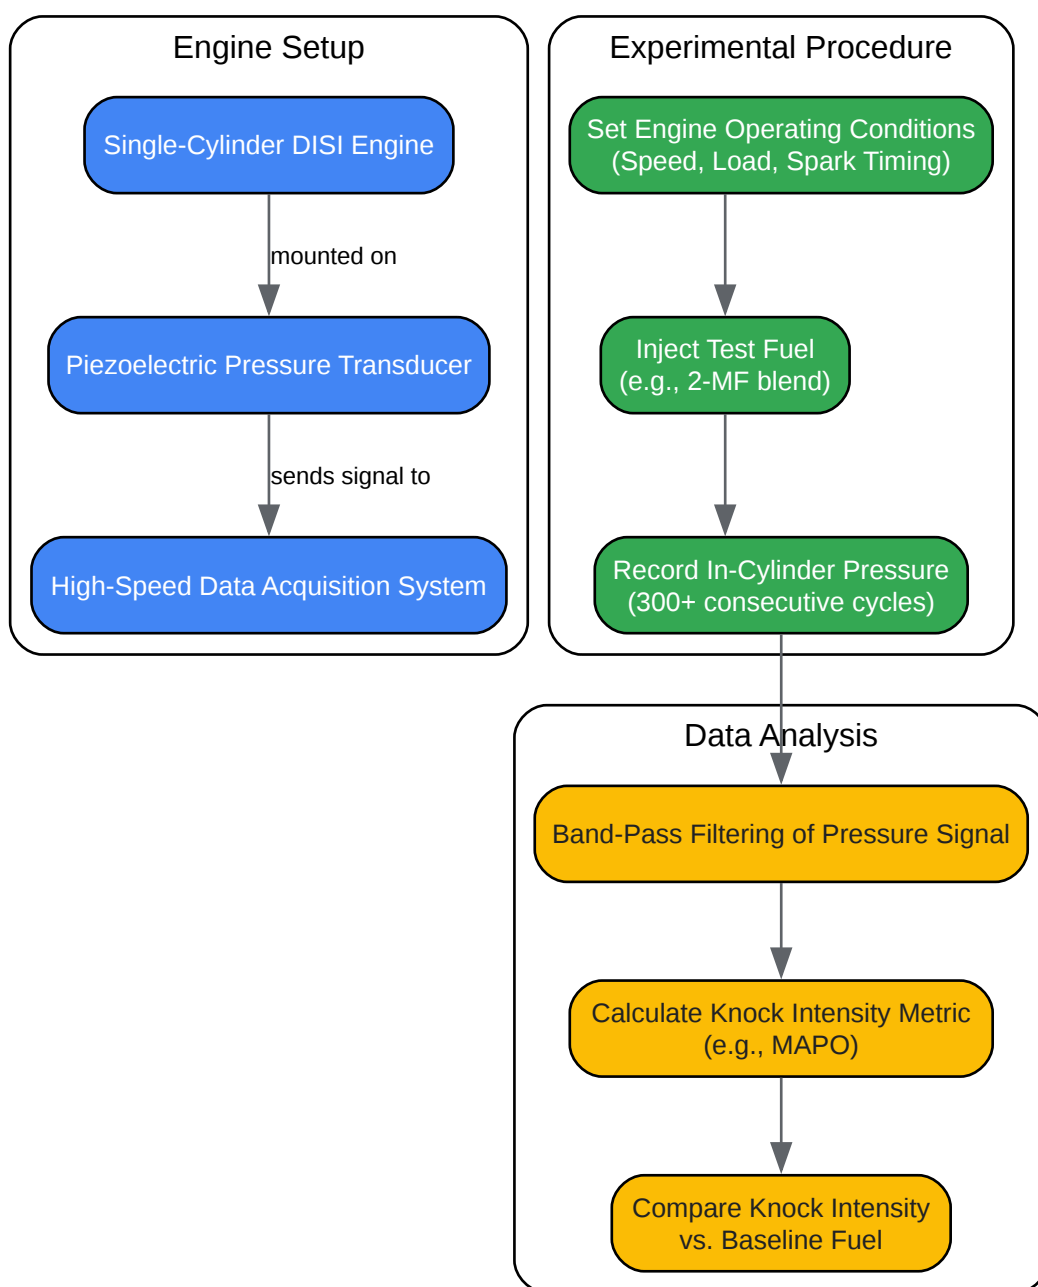 Engine Setup
Single-Cylinder DISI Engine
mounted on
Piezoelectric Pressure Transducer
sends signal to
High-Speed Data Acquisition System
Experimental Procedure
Set Engine Operating Conditions
(Speed, Load, Spark Timing)
Inject Test Fuel
(e.g., 2-MF blend)
Record In-Cylinder Pressure
(300+ consecutive cycles)
Data Analysis
Band-Pass Filtering of Pressure Signal
Calculate Knock Intensity Metric
(e.g., MAPO)
Compare Knock Intensity
vs. Baseline Fuel